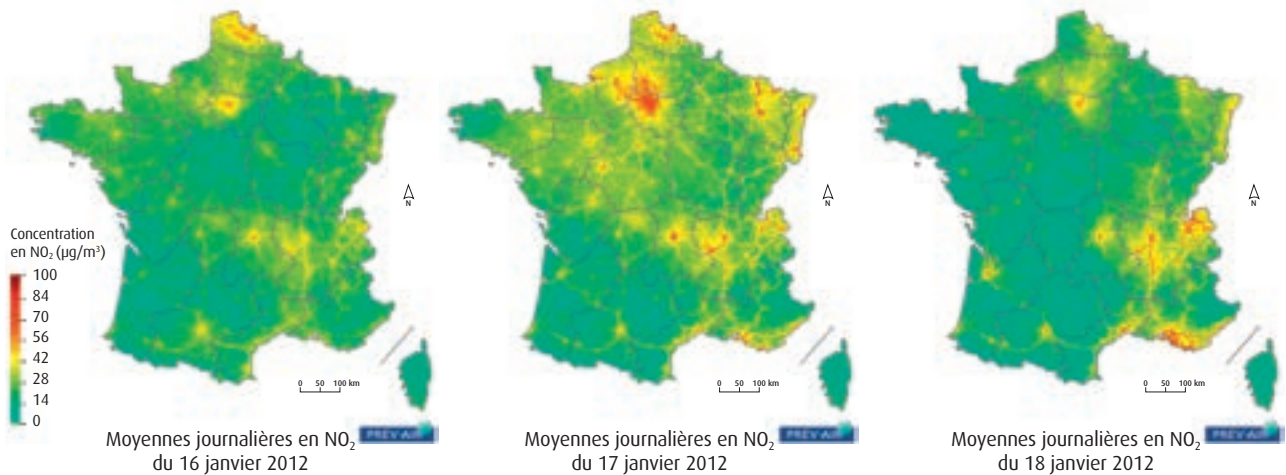 Concentration
en NO₂ (µg/m³)
100
84
70
56
42
28
14
0
N
0 50 100 km
PREV'AIR
Moyennes journalières en NO₂
du 16 janvier 2012
N
0 50 100 km
PREV'AIR
Moyennes journalières en NO₂
du 17 janvier 2012
N
0 50 100 km
PREV'AIR
Moyennes journalières en NO₂
du 18 janvier 2012